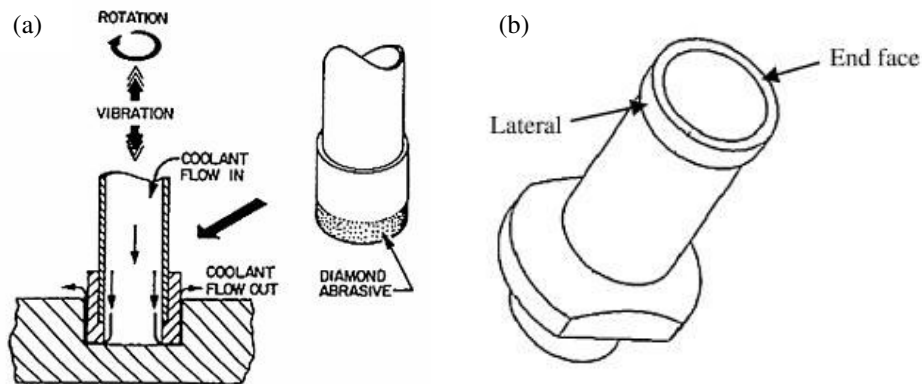 (a)
ROTATION
VIBRATION
COOLANT
FLOW IN
COOLANT
FLOW OUT
DIAMOND
ABRASIVE
(b)
End face
Lateral